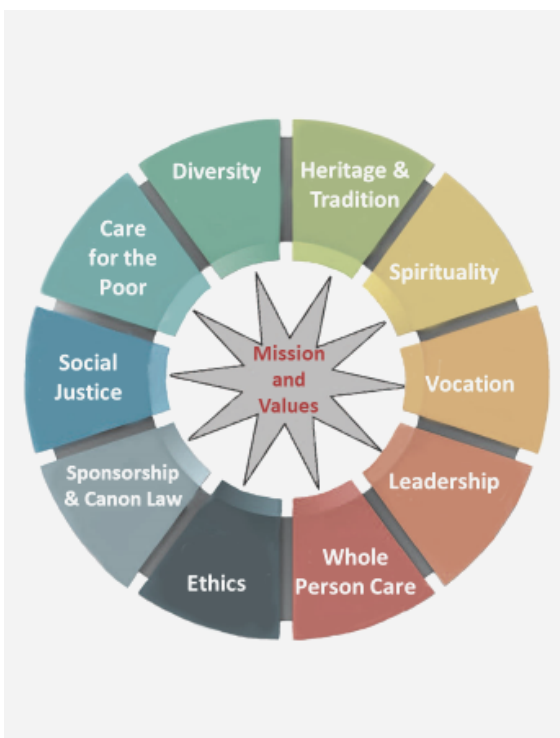 Diversity
Heritage &
Tradition
Spirituality
Vocation
Leadership
Whole
Person Care
Ethics
Sponsorship
& Canon Law
Social
Justice
Care
for the
Poor
Mission
and
Values